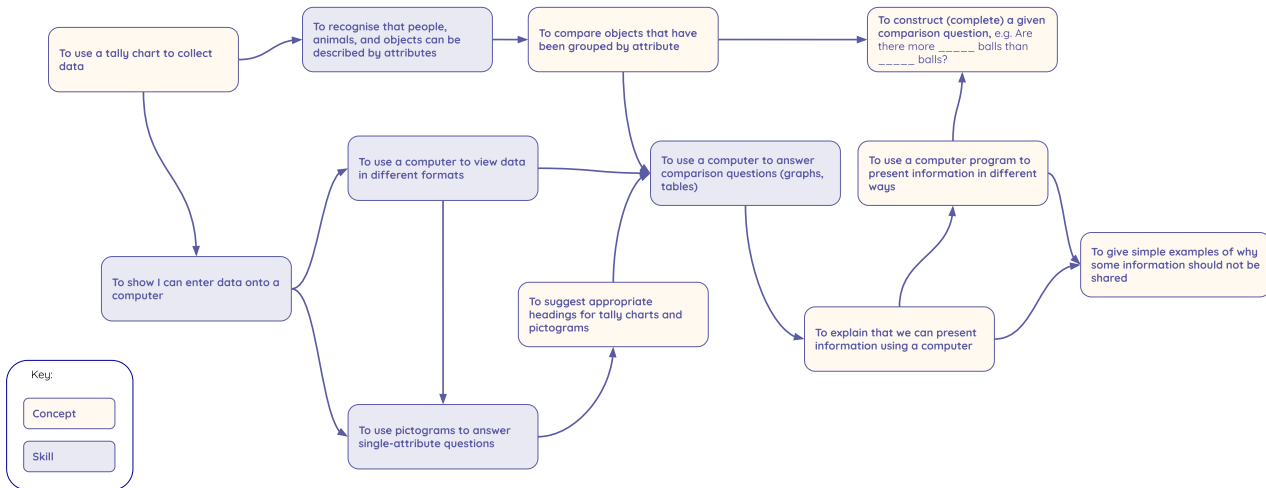 To use a tally chart to collect
data
To recognise that people,
animals, and objects can be
described by attributes
To compare objects that have
been grouped by attribute
To construct (complete) a given
comparison question, e.g. Are
there more _____ balls than
_____ balls?
To use a computer to view data
in different formats
To use a computer to answer
comparison questions (graphs,
tables)
To use a computer program to
present information in different
ways
To give simple examples of why
some information should not be
shared
To show I can enter data onto a
computer
To suggest appropriate
headings for tally charts and
pictograms
To explain that we can present
information using a computer
To use pictograms to answer
single-attribute questions
Key:
Concept
Skill